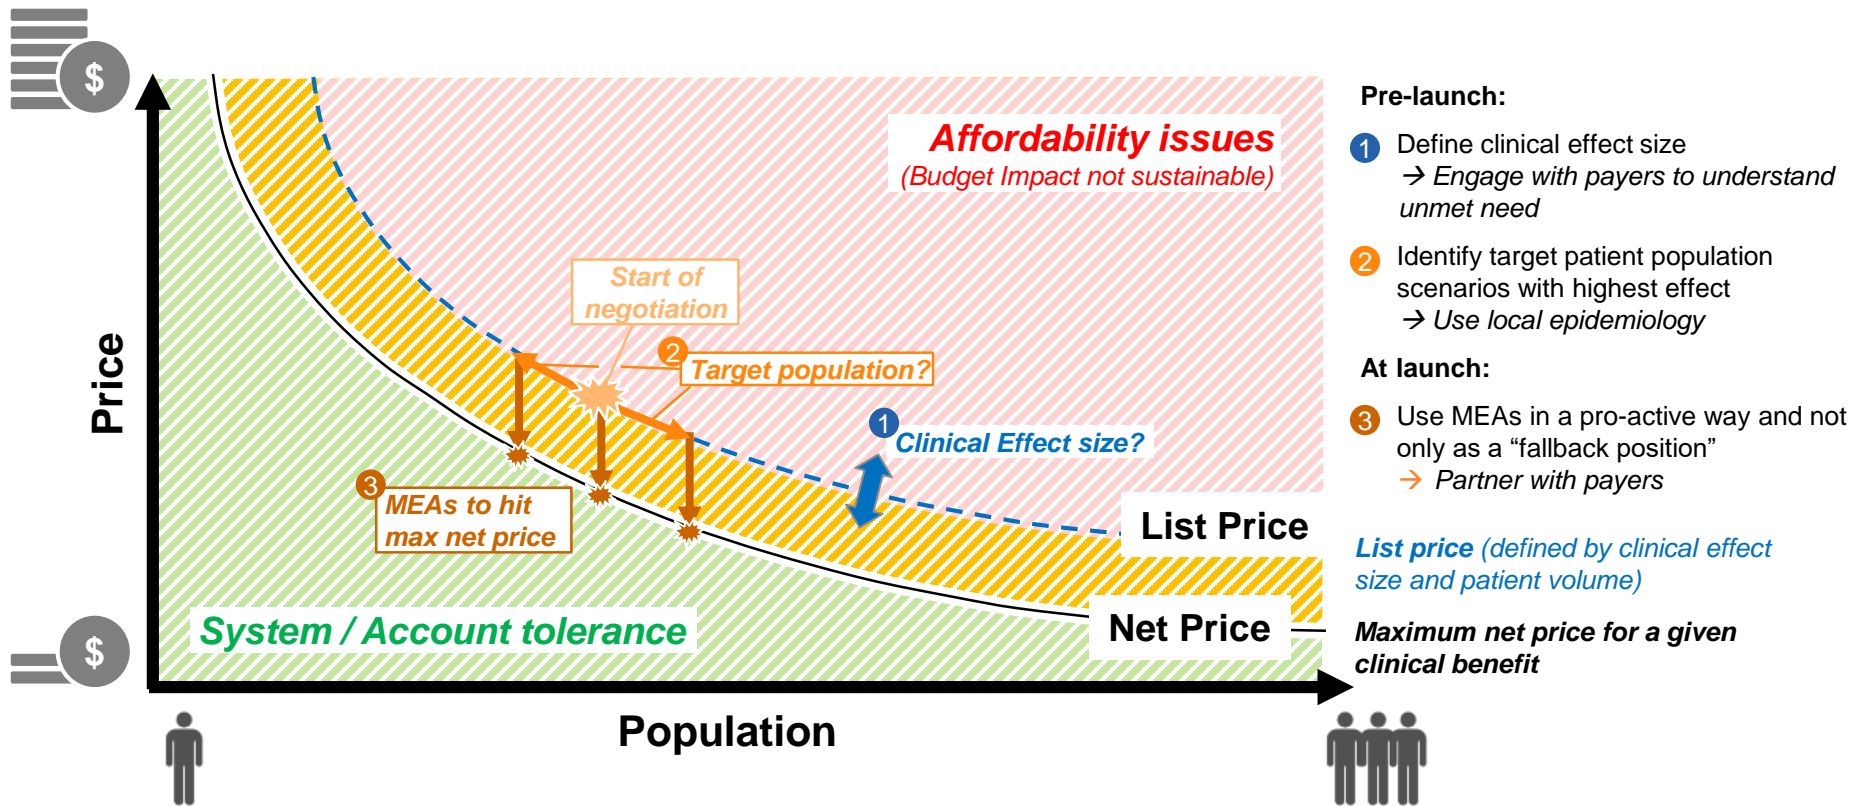 $
Affordability issues
(Budget Impact not sustainable)
Start of
negotiation
2
Target population?
1
Clinical Effect size?
3
MEAs to hit
max net price
List Price
Net Price
System / Account tolerance
$
Price
Population
Pre-launch:
1 Define clinical effect size
→ Engage with payers to understand
unmet need
2 Identify target patient population
scenarios with highest effect
→ Use local epidemiology
At launch:
3 Use MEAs in a pro-active way and not
only as a “fallback position”
→ Partner with payers
List price (defined by clinical effect
size and patient volume)
Maximum net price for a given
clinical benefit